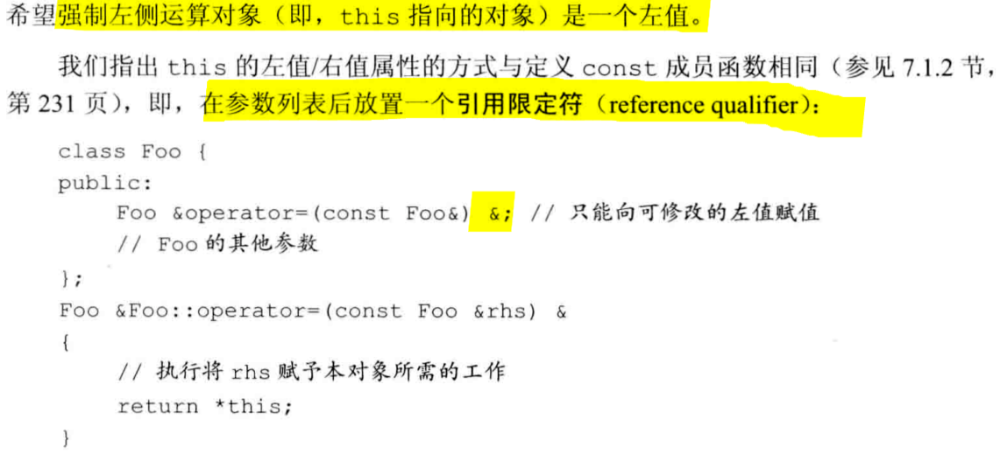 希望强制左侧运算对象（即，this 指向的对象）是一个左值。
我们指出 this 的左值/右值属性的方式与定义 const 成员函数相同（参见 7.1.2 节，
第 231 页），即，在参数列表后放置一个引用限定符（reference qualifier）：
class Foo {
public:
Foo &operator=(const Foo&) &; // 只能向可修改的左值赋值
// Foo 的其他参数
};
Foo &Foo::operator=(const Foo &rhs) &
{
// 执行将 rhs 赋予本对象所需的工作
return *this;
}